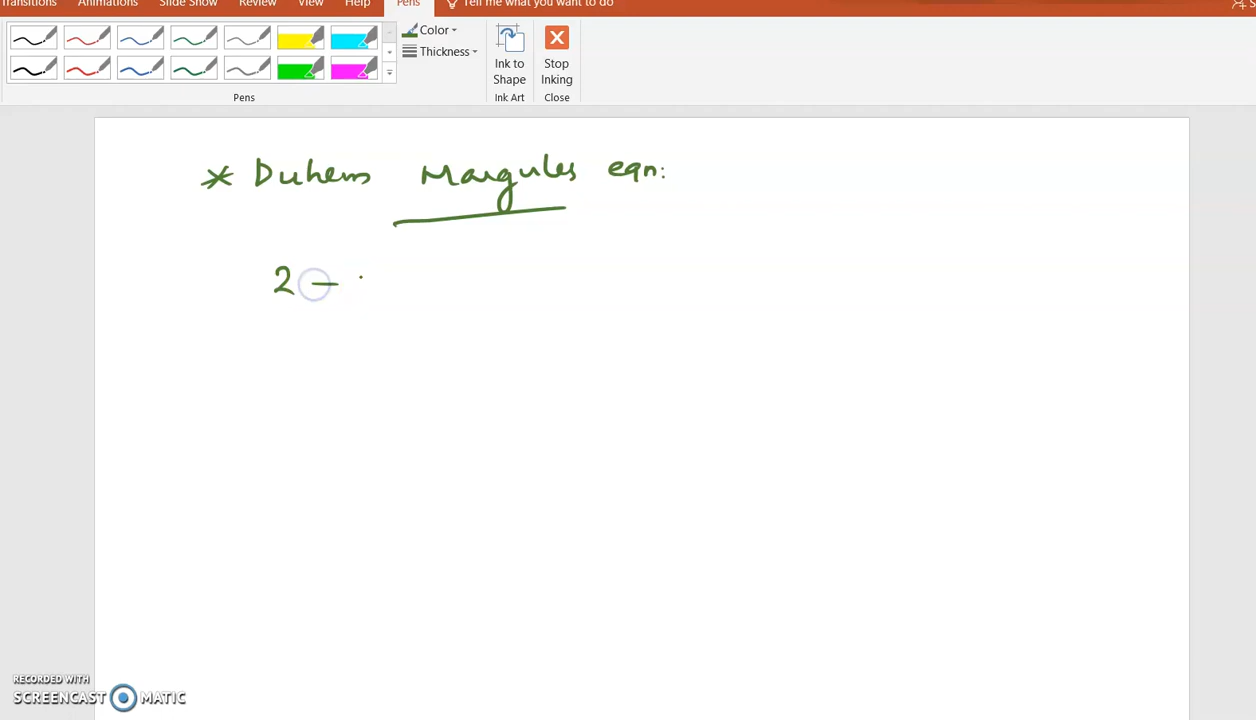 Transitions Animations Slide Show Review View Help Pens Tell me what you want to do
Color
Thickness
Ink to Shape
Stop Inking
Pens Ink Art Close
* Duhems Margules eqn:
2 –
RECORDED WITH
SCREENCAST MATIC